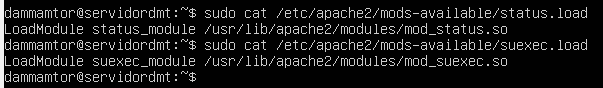 dammamtor@servidordmt:~$ sudo cat /etc/apache2/mods-available/status.load
LoadModule status_module /usr/lib/apache2/modules/mod_status.so
dammamtor@servidordmt:~$ sudo cat /etc/apache2/mods-available/suexec.load
LoadModule suexec_module /usr/lib/apache2/modules/mod_suexec.so
dammamtor@servidordmt:~$